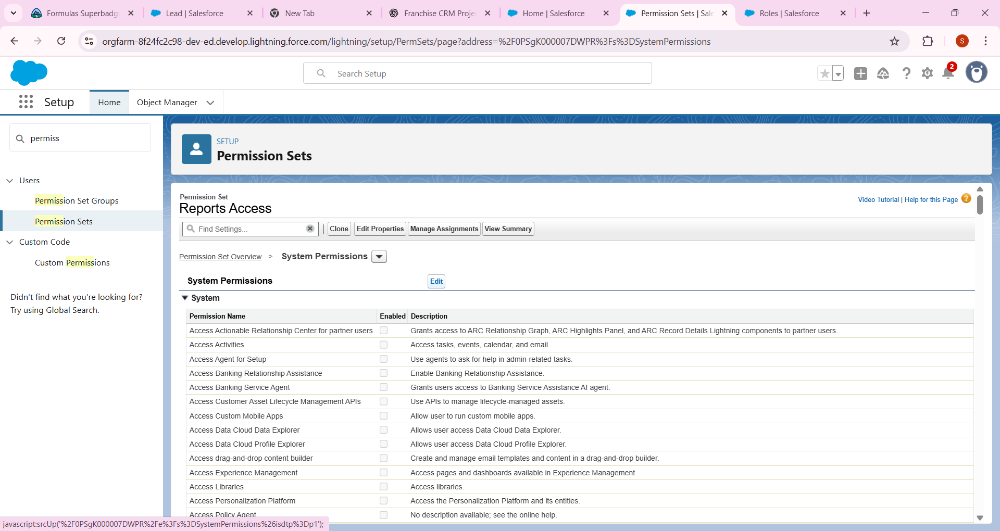 Formulas Superbadge
Lead | Salesforce
New Tab
Franchise CRM Proje
Home | Salesforce
Permission Sets | Sale
Roles | Salesforce
orgfarm-8f24fc2c98-dev-ed.develop.lightning.force.com/lightning/setup/PermSets/page?address=%2F0PSgK000007DWPR%3Fs%3DSystemPermissions
S
Search Setup
2
Setup
Home
Object Manager
permiss
Users
Permission Set Groups
Permission Sets
Custom Code
Custom Permissions
Didn't find what you're looking for?
Try using Global Search.
SETUP
Permission Sets
Permission Set
Reports Access
Video Tutorial | Help for this Page ?
Find Settings... | Clone Edit Properties Manage Assignments View Summary
Permission Set Overview > System Permissions
System Permissions Edit
System
Permission Name Enabled Description
Access Actionable Relationship Center for partner users Grants access to ARC Relationship Graph, ARC Highlights Panel, and ARC Record Details Lightning components to partner users.
Access Activities Access tasks, events, calendar, and email.
Access Agent for Setup Use agents to ask for help in admin-related tasks.
Access Banking Relationship Assistance Enable Banking Relationship Assistance.
Access Banking Service Agent Grants users access to Banking Service Assistance AI agent.
Access Customer Asset Lifecycle Management APIs Use APIs to manage lifecycle-managed assets.
Access Custom Mobile Apps Allow user to run custom mobile apps.
Access Data Cloud Data Explorer Allows user access Data Cloud Data Explorer.
Access Data Cloud Profile Explorer Allows user access Data Cloud Profile Explorer.
Access drag-and-drop content builder Create and manage email templates and content in a drag-and-drop builder.
Access Experience Management Access pages and dashboards available in Experience Management.
Access Libraries Access libraries.
Access Personalization Platform Access the Personalization Platform and its entities.
Access Policy Agent No description available; see the online help.
javascript:srcUp('%2F0PSgK000007DWPR%2Fe%3Fs%3DSystemPermissions%26isdtp%3Dp1');